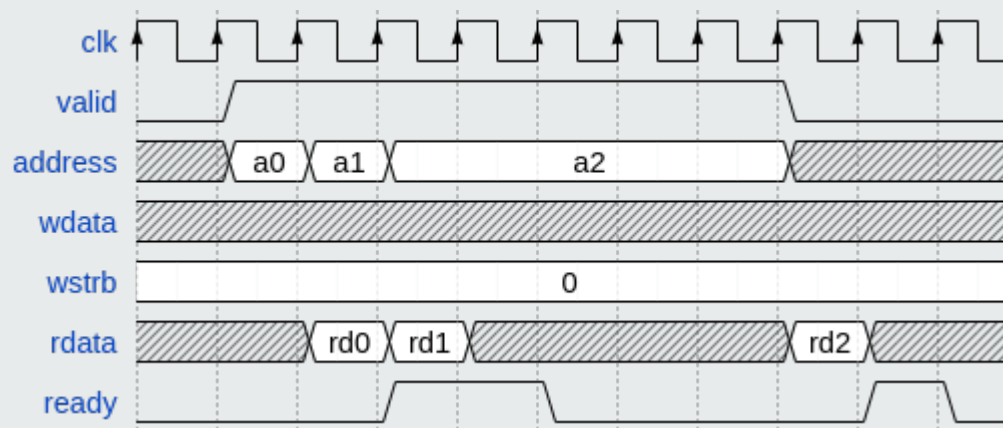 clk
valid
address a0 a1 a2
wdata
wstrb 0
rdata rd0 rd1 rd2
ready